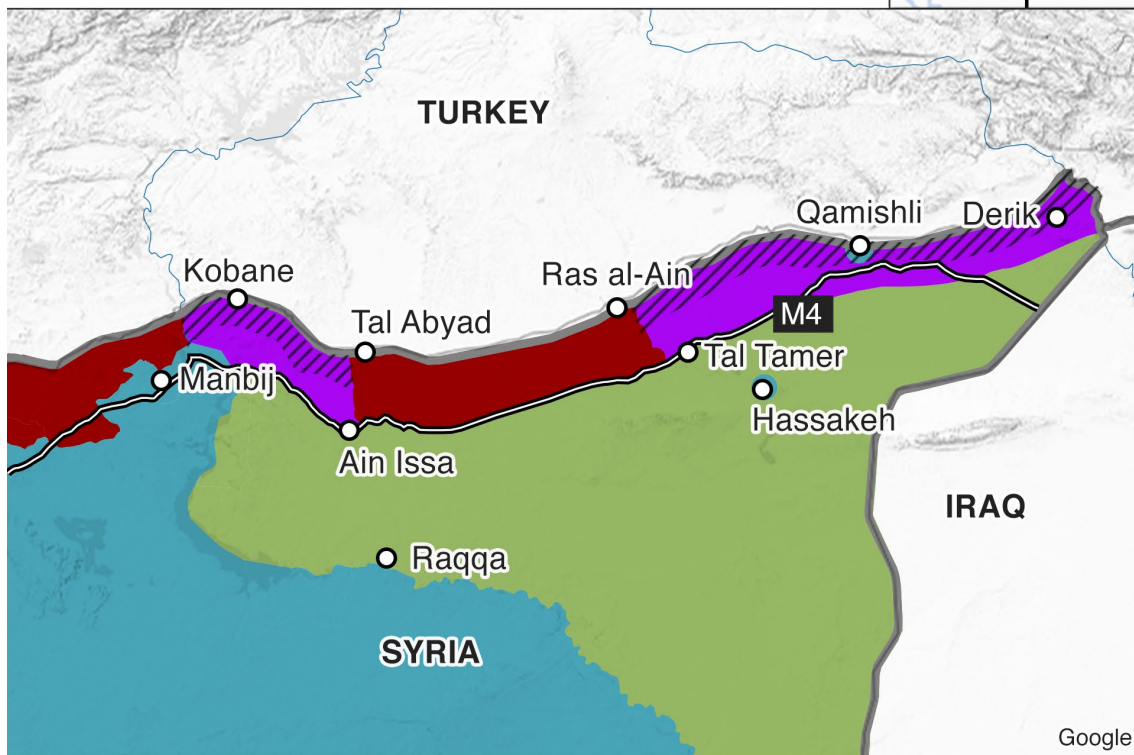 TURKEY
Qamishli
Derik
Kobane
Ras al-Ain
Tal Abyad
M4
Manbij
Tal Tamer
Hassakeh
Ain Issa
IRAQ
Raqqa
SYRIA
Google